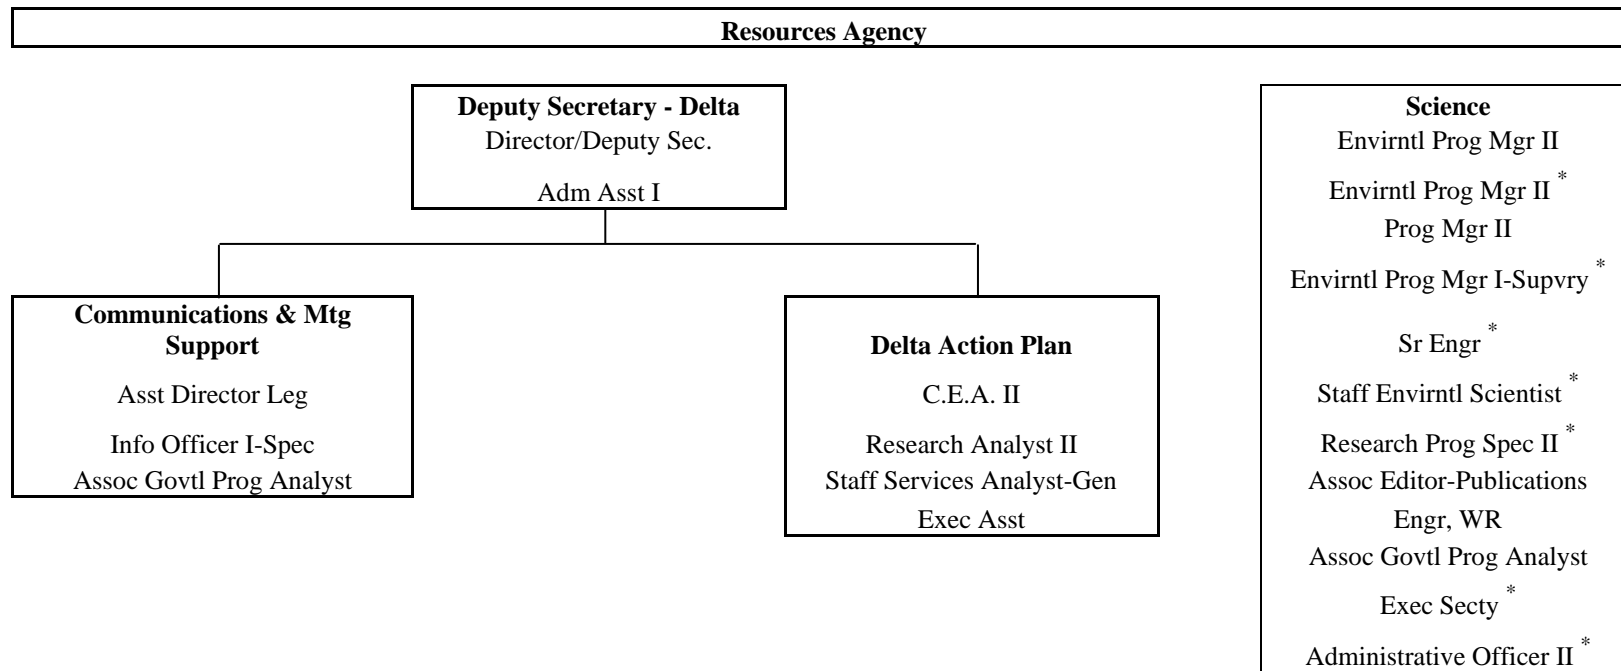 Resources Agency
Deputy Secretary - Delta
Director/Deputy Sec.
Adm Asst I
Communications & Mtg
Support
Asst Director Leg
Info Officer I-Spec
Assoc Govtl Prog Analyst
Delta Action Plan
C.E.A. II
Research Analyst II
Staff Services Analyst-Gen
Exec Asst
Science
Envirntl Prog Mgr II
Envirntl Prog Mgr II *
Prog Mgr II
Envirntl Prog Mgr I-Supvry *
Sr Engr *
Staff Envirntl Scientist *
Research Prog Spec II *
Assoc Editor-Publications
Engr, WR
Assoc Govtl Prog Analyst
Exec Secty *
Administrative Officer II *